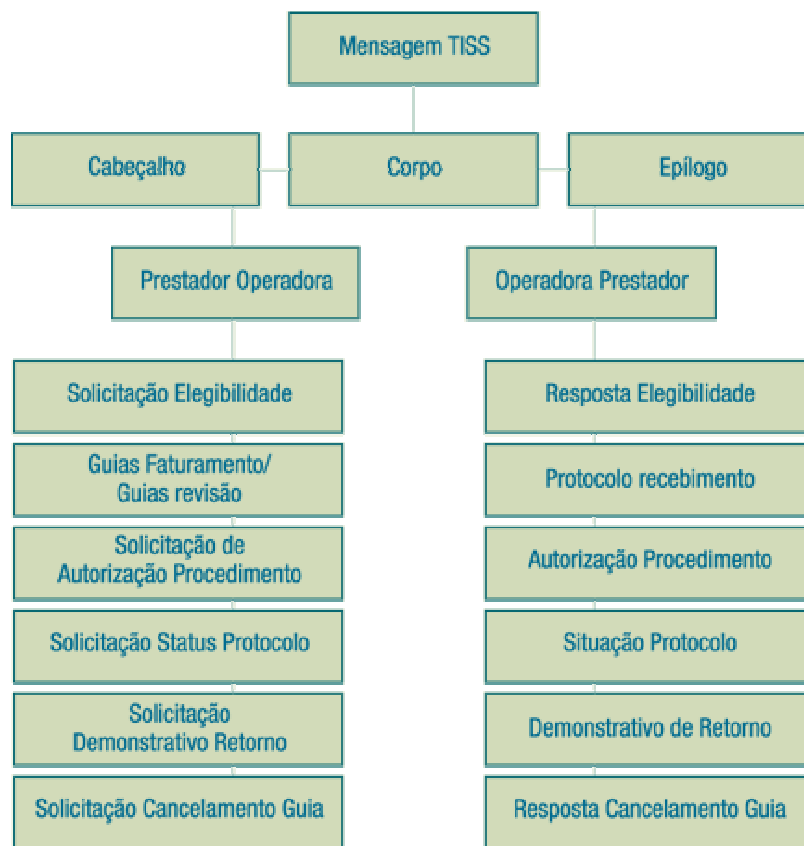 Mensagem TISS
Cabeçalho
Corpo
Epílogo
Prestador Operadora
Operadora Prestador
Solicitação Elegibilidade
Resposta Elegibilidade
Guias Faturamento/
Guias revisão
Protocolo recebimento
Solicitação de
Autorização Procedimento
Autorização Procedimento
Solicitação Status Protocolo
Situação Protocolo
Solicitação
Demonstrativo Retorno
Demonstrativo de Retorno
Solicitação Cancelamento Guia
Resposta Cancelamento Guia